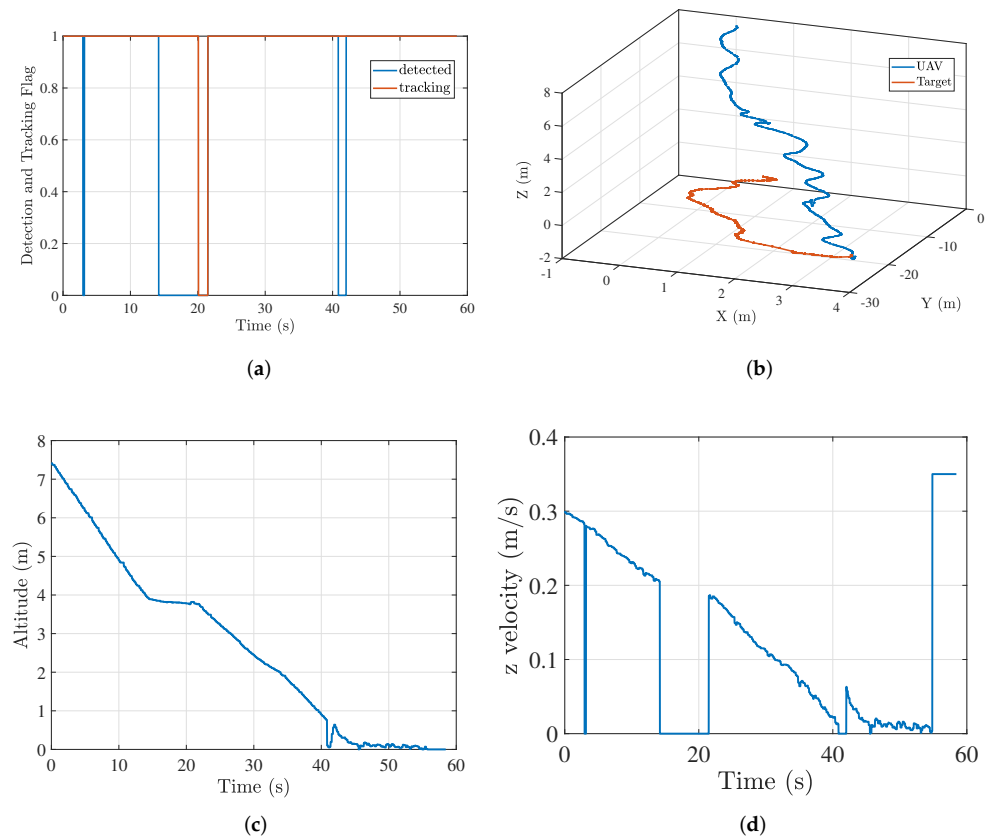 Detection and Tracking Flag
1
0.8
0.6
0.4
0.2
0
0 10 20 30 40 50 60
Time (s)
detected
tracking
(a)
Z (m)
8
6
4
2
0
-2
-1 0 1 2 3 4
X (m)
-30 -20 -10 0
Y (m)
UAV
Target
(b)
Altitude (m)
8
7
6
5
4
3
2
1
0
0 10 20 30 40 50 60
Time (s)
(c)
z velocity (m/s)
0.4
0.3
0.2
0.1
0
0 20 40 60
Time (s)
(d)